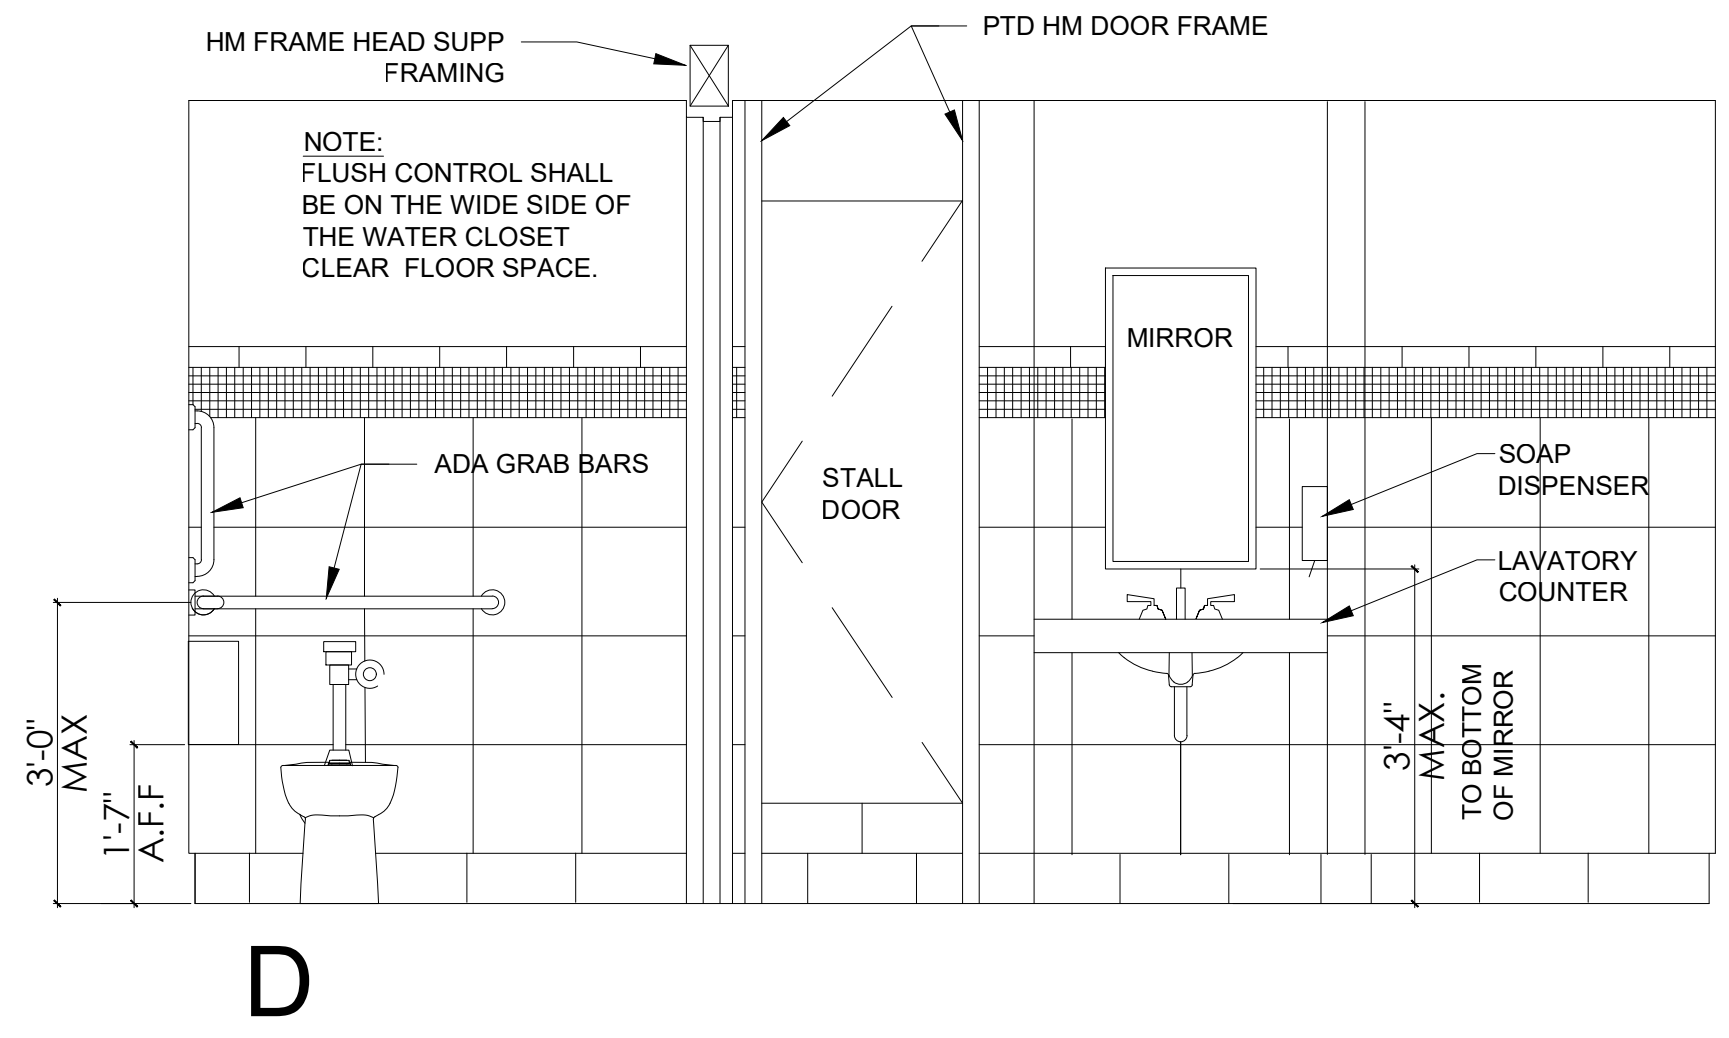 HM FRAME HEAD SUPP
FRAMING
PTD HM DOOR FRAME
NOTE:
FLUSH CONTROL SHALL
BE ON THE WIDE SIDE OF
THE WATER CLOSET
CLEAR FLOOR SPACE.
MIRROR
ADA GRAB BARS
STALL
DOOR
SOAP
DISPENSER
LAVATORY
COUNTER
3'-0"
MAX
1'-7"
A.F.F
3'-4"
MAX.
TO BOTTOM
OF MIRROR
D